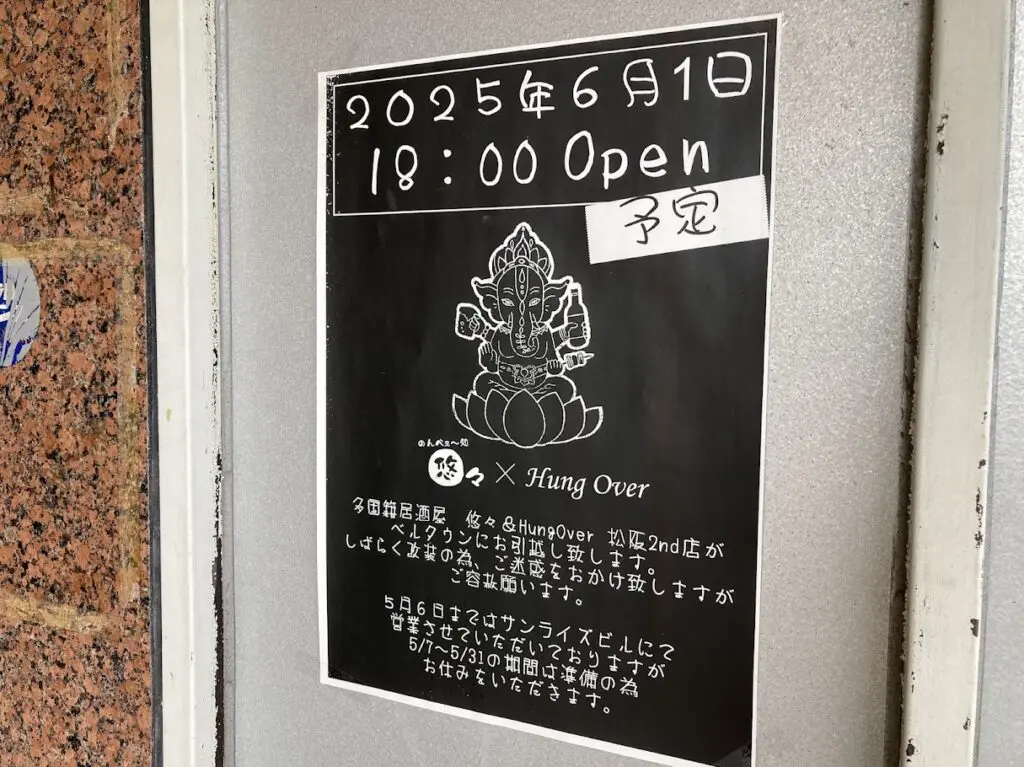 2025年6月1日
18:00 Open
予定
のんべぇ〜処
悠々 × Hung Over
多国籍居酒屋 悠々&HungOver 松阪2nd店が
ベルタウンにお引越し致します。
しばらく改装の為、ご迷惑をおかけ致しますが
ご容赦願います。
5月6日まではサンライズビルにて
営業させていただいておりますが
5/7〜5/31の期間は準備の為
お休みをいただきます。